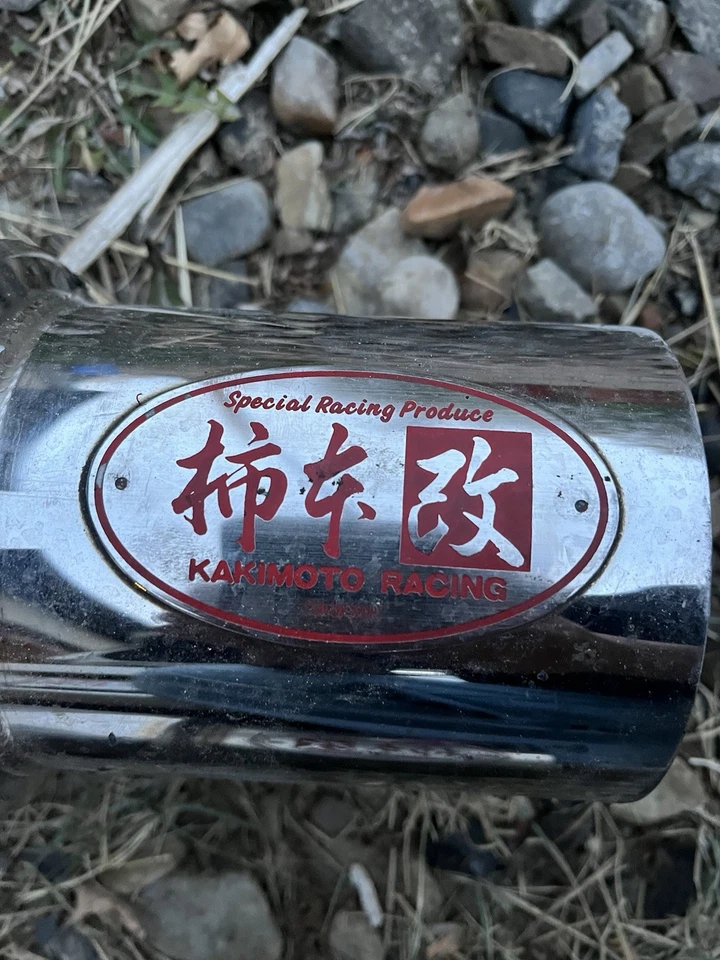 Special Racing Produce
柿本改
KAKIMOTO RACING